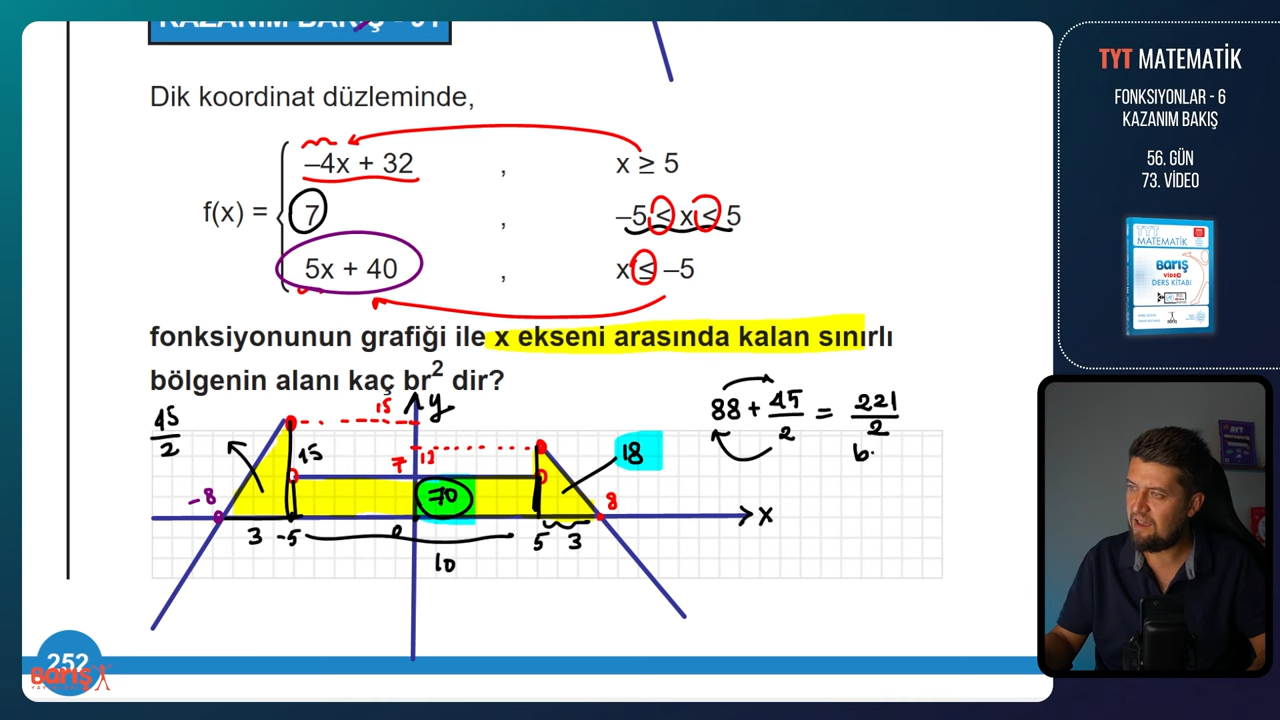 KAZANIM BAKIŞ - 91
Dik koordinat düzleminde,
f(x) =
–4x + 32 , x ≥ 5
7 , –5 ≤ x ≤ 5
5x + 40 , x ≤ –5
fonksiyonunun grafiği ile x ekseni arasında kalan sınırlı
bölgenin alanı kaç br² dir?
45/2
15
y
88 + 45/2 = 221/2
b
15
7
12
18
70
-8
8
x
3
-5
0
5
3
10
252
BARIŞ
TYT MATEMATİK
FONKSIYONLAR - 6
KAZANIM BAKIŞ
56. GÜN
73. VİDEO
TYT
MATEMATİK
BARIŞ
VİDEO
DERS KİTABI